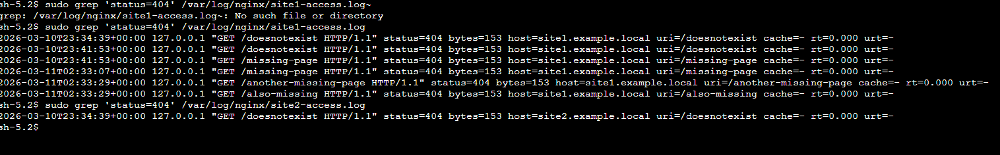 sh-5.2$ sudo grep 'status=404' /var/log/nginx/site1-access.log~
grep: /var/log/nginx/site1-access.log~: No such file or directory
sh-5.2$ sudo grep 'status=404' /var/log/nginx/site1-access.log
2026-03-10T23:34:39+00:00 127.0.0.1 "GET /doesnotexist HTTP/1.1" status=404 bytes=153 host=site1.example.local uri=/doesnotexist cache=- rt=0.000 urt=-
2026-03-10T23:41:53+00:00 127.0.0.1 "GET /doesnotexist HTTP/1.1" status=404 bytes=153 host=site1.example.local uri=/doesnotexist cache=- rt=0.000 urt=-
2026-03-10T23:41:53+00:00 127.0.0.1 "GET /missing-page HTTP/1.1" status=404 bytes=153 host=site1.example.local uri=/missing-page cache=- rt=0.000 urt=-
2026-03-11T02:33:07+00:00 127.0.0.1 "GET /missing-page HTTP/1.1" status=404 bytes=153 host=site1.example.local uri=/missing-page cache=- rt=0.000 urt=-
2026-03-11T02:33:29+00:00 127.0.0.1 "GET /another-missing-page HTTP/1.1" status=404 bytes=153 host=site1.example.local uri=/another-missing-page cache=- rt=0.000 urt=-
2026-03-11T02:33:29+00:00 127.0.0.1 "GET /also-missing HTTP/1.1" status=404 bytes=153 host=site1.example.local uri=/also-missing cache=- rt=0.000 urt=-
sh-5.2$ sudo grep 'status=404' /var/log/nginx/site2-access.log
2026-03-10T23:34:39+00:00 127.0.0.1 "GET /doesnotexist HTTP/1.1" status=404 bytes=153 host=site2.example.local uri=/doesnotexist cache=- rt=0.000 urt=-
sh-5.2$